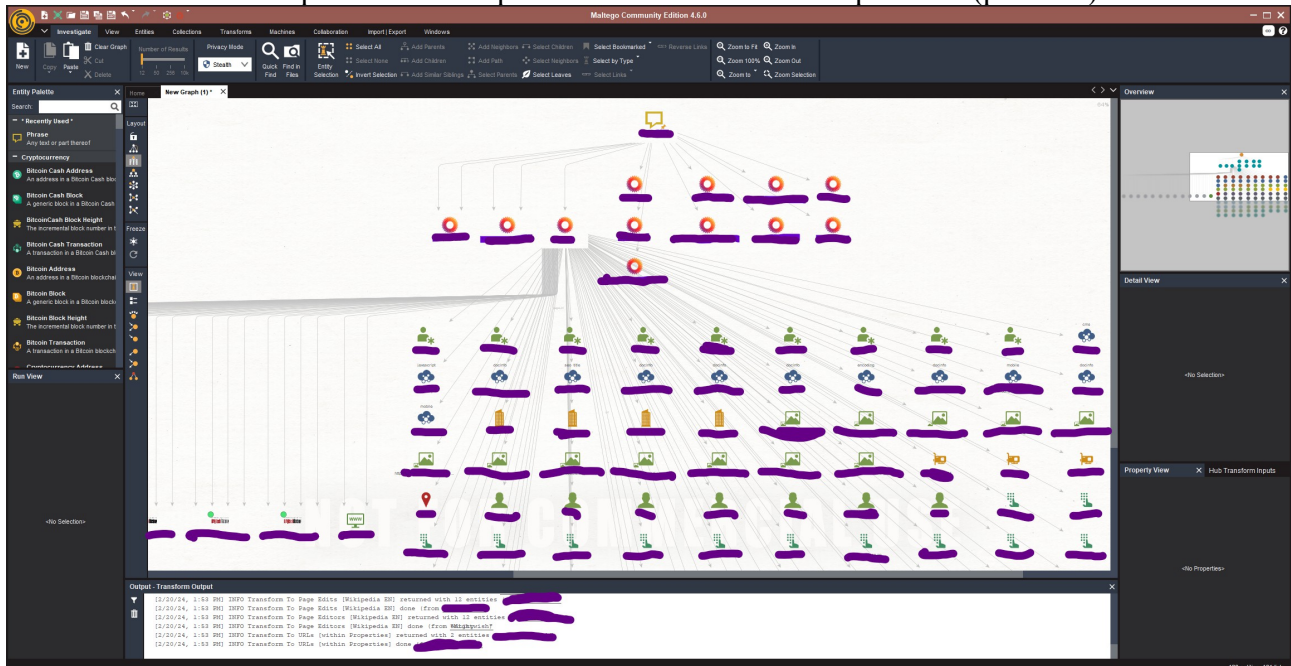 Maltego Community Edition 4.6.0
Investigate View Entities Collections Transforms Machines Collaboration Import | Export Windows
New
Copy
Paste
Clear Graph
Cut
Delete
Number of Results
12 50 256 10k
Privacy Mode
Stealth
Quick Find
Find in Files
Entity Selection
Select All Add Parents Add Neighbors Select Children Select Bookmarked Reverse Links
Select None Add Children Add Path Select Neighbors Select by Type
Invert Selection Add Similar Siblings Select Parents Select Leaves Select Links
Zoom to Fit Zoom In
Zoom 100% Zoom Out
Zoom to Zoom Selection
Entity Palette
Search:
* Recently Used *
Phrase
Any text or part thereof
Cryptocurrency
Bitcoin Cash Address
An address in a Bitcoin Cash bloc
Bitcoin Cash Block
A generic block in a Bitcoin Cash
BitcoinCash Block Height
The incremental block number in t
Bitcoin Cash Transaction
A transaction in a Bitcoin Cash bl
Bitcoin Address
An address in a Bitcoin blockchai
Bitcoin Block
A generic block in a Bitcoin block
Bitcoin Block Height
The incremental block number in t
Bitcoin Transaction
A transaction in a Bitcoin blockch
Cryptocurrency Address
Run View
<No Selection>
Home New Graph (1) *
Layout
Freeze
View
www
Overview
Detail View
<No Selection>
Property View Hub Transform Inputs
<No Properties>
Output - Transform Output
[2/20/24, 1:53 PM] INFO Transform To Page Edits [Wikipedia EN] returned with 12 entities
[2/20/24, 1:53 PM] INFO Transform To Page Edits [Wikipedia EN] done (from
[2/20/24, 1:53 PM] INFO Transform To Page Editors [Wikipedia EN] returned with 12 entities
[2/20/24, 1:53 PM] INFO Transform To Page Editors [Wikipedia EN] done (from
[2/20/24, 1:53 PM] INFO Transform To URLs [within Properties] returned with 2 entities
[2/20/24, 1:53 PM] INFO Transform To URLs [within Properties] done